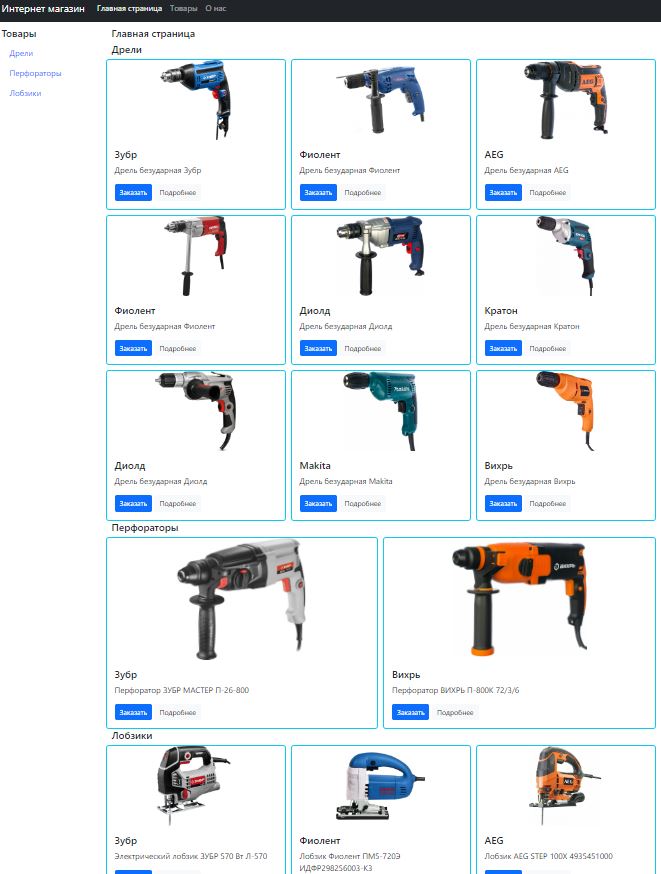 Интернет магазин Главная страница Товары О нас
Товары
Дрели
Перфораторы
Лобзики
Главная страница
Дрели
Зубр
Дрель безударная Зубр
Заказать Подробнее
Фиолент
Дрель безударная Фиолент
Заказать Подробнее
AEG
Дрель безударная AEG
Заказать Подробнее
Фиолент
Дрель безударная Фиолент
Заказать Подробнее
Диолд
Дрель безударная Диолд
Заказать Подробнее
Кратон
Дрель безударная Кратон
Заказать Подробнее
Диолд
Дрель безударная Диолд
Заказать Подробнее
Makita
Дрель безударная Makita
Заказать Подробнее
Вихрь
Дрель безударная Вихрь
Заказать Подробнее
Перфораторы
Зубр
Перфоратор ЗУБР МАСТЕР П-26-800
Заказать Подробнее
ВИХРЬ
Вихрь
Перфоратор ВИХРЬ П-800К 72/3/6
Заказать Подробнее
Лобзики
Зубр
Электрический лобзик ЗУБР 570 Вт Л-570
Фиолент
Лобзик Фиолент ПМ5-720Э
ИДФР298256003-К3
AEG
AEG
Лобзик AEG STEP 100X 4935451000